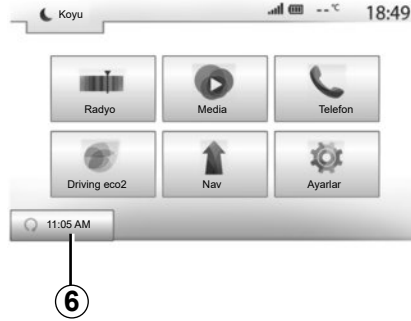 Koyu
--°C 18:49
Radyo Media Telefon
Driving eco2 Nav Ayarlar
11:05 AM
6